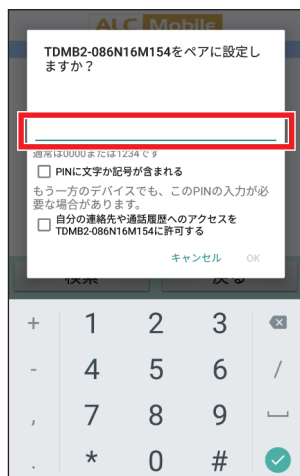 ALC Mobile
TDMB2-086N16M154をペアに設定し
ますか？
通常は0000または1234です
PINに文字か記号が含まれる
もう一方のデバイスでも、このPINの入力が必
要な場合があります。
自分の連絡先や通話履歴へのアクセスを
TDMB2-086N16M154に許可する
キャンセル OK
検索 戻る
+ 1 2 3
- 4 5 6 /
, 7 8 9
. * 0 #